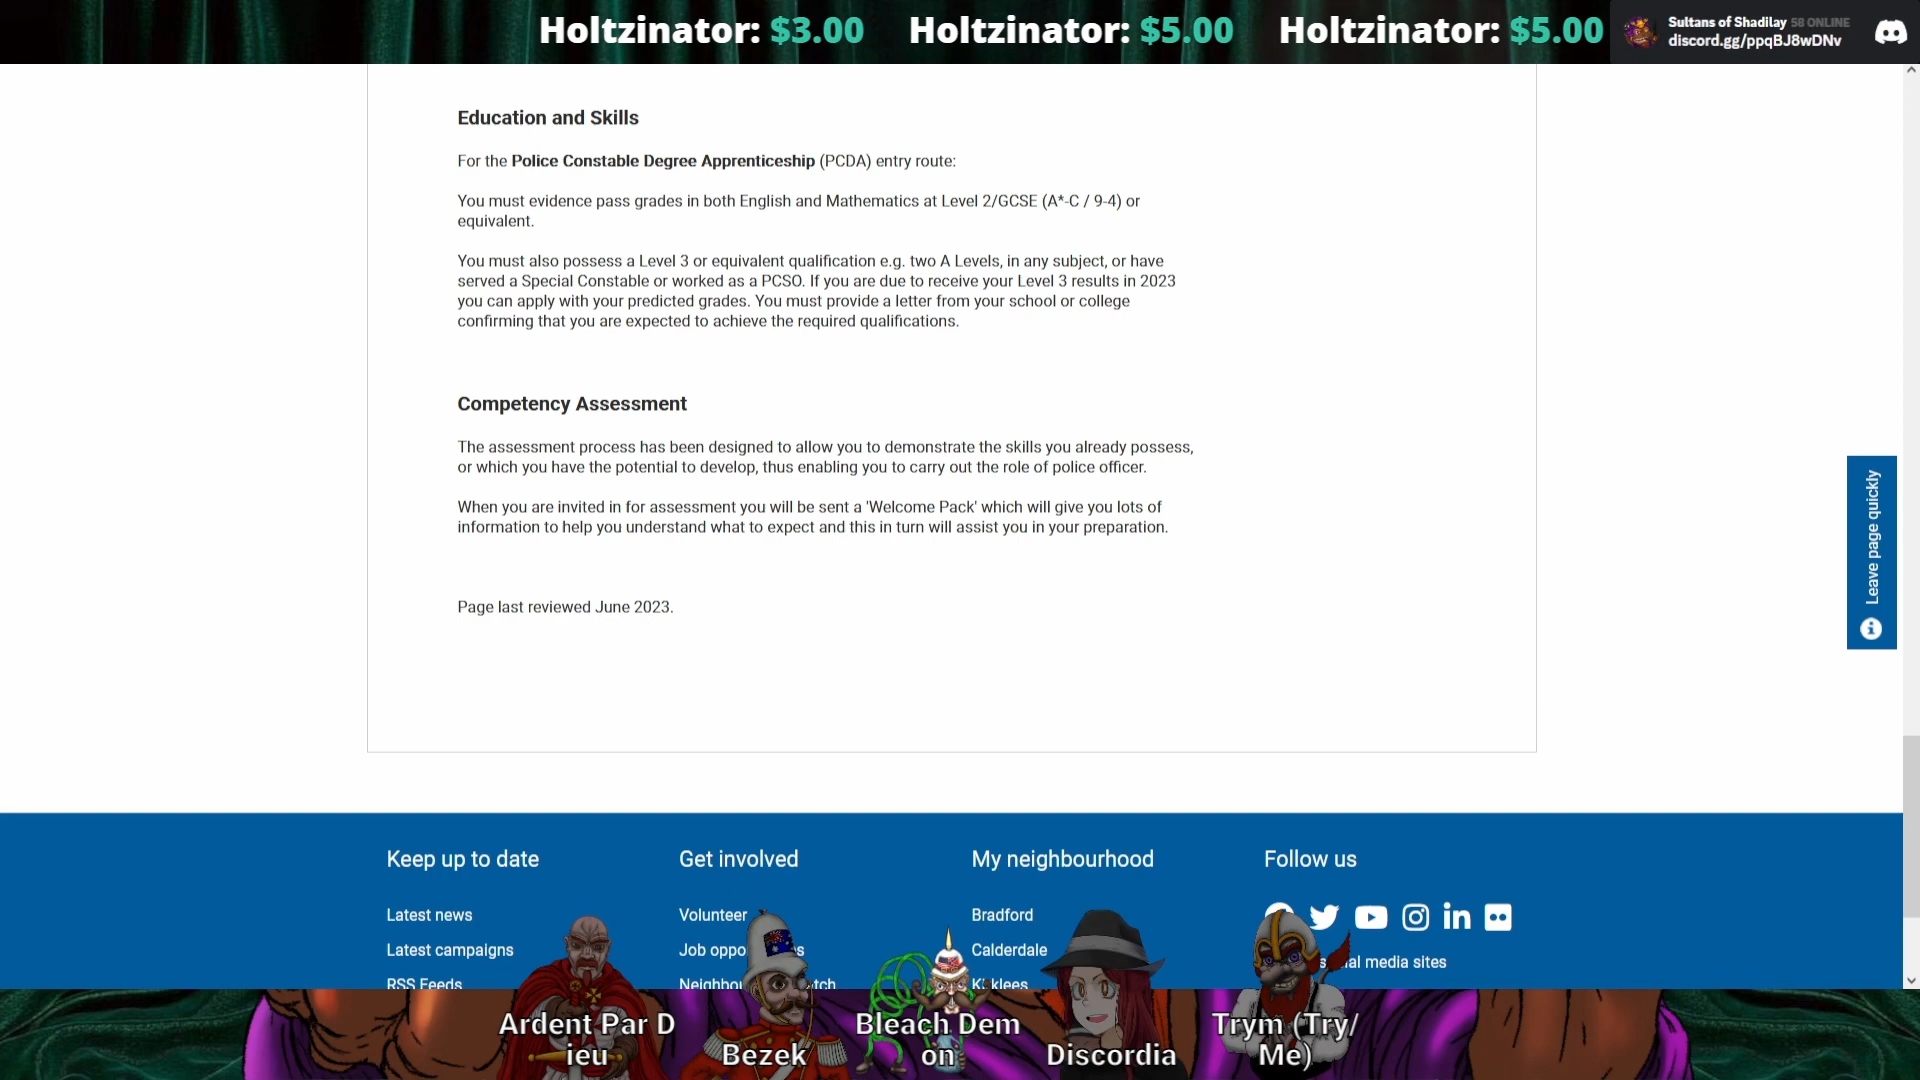 Holtzinator: $3.00 Holtzinator: $5.00 Holtzinator: $5.00
Sultans of Shadilay 58 ONLINE
discord.gg/ppqBJ8wDNv
Education and Skills
For the Police Constable Degree Apprenticeship (PCDA) entry route:
You must evidence pass grades in both English and Mathematics at Level 2/GCSE (A*-C / 9-4) or
equivalent.
You must also possess a Level 3 or equivalent qualification e.g. two A Levels, in any subject, or have
served a Special Constable or worked as a PCSO. If you are due to receive your Level 3 results in 2023
you can apply with your predicted grades. You must provide a letter from your school or college
confirming that you are expected to achieve the required qualifications.
Competency Assessment
The assessment process has been designed to allow you to demonstrate the skills you already possess,
or which you have the potential to develop, thus enabling you to carry out the role of police officer.
When you are invited in for assessment you will be sent a 'Welcome Pack' which will give you lots of
information to help you understand what to expect and this in turn will assist you in your preparation.
Page last reviewed June 2023.
Leave page quickly
Keep up to date
Latest news
Latest campaigns
RSS Feeds
Get involved
Volunteer
Job
My neighbourhood
Bradford
Calderdale
Follow us
media sites
Ardent Par D
ieu
Bezek
Bleach Dem
on
Discordia
Trym (Try/
Me)